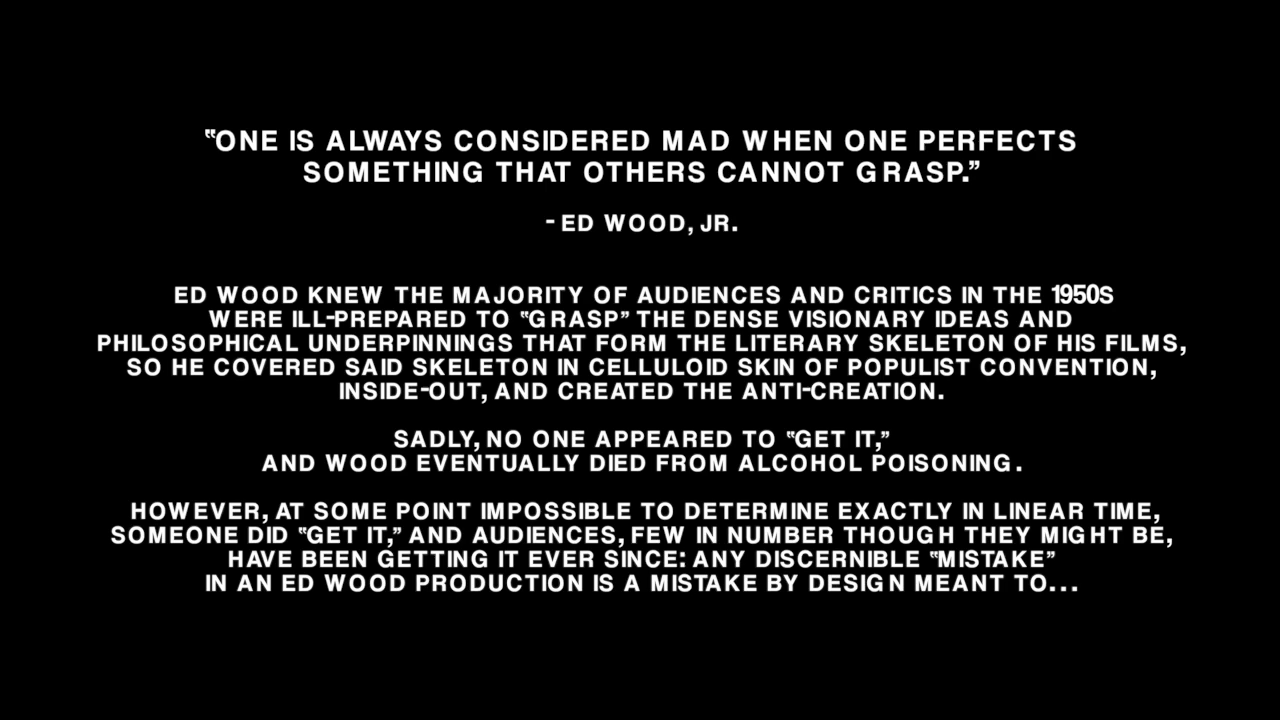 "ONE IS ALWAYS CONSIDERED MAD WHEN ONE PERFECTS
SOMETHING THAT OTHERS CANNOT GRASP."
- ED WOOD, JR.
ED WOOD KNEW THE MAJORITY OF AUDIENCES AND CRITICS IN THE 1950S
WERE ILL-PREPARED TO "GRASP" THE DENSE VISIONARY IDEAS AND
PHILOSOPHICAL UNDERPINNINGS THAT FORM THE LITERARY SKELETON OF HIS FILMS,
SO HE COVERED SAID SKELETON IN CELLULOID SKIN OF POPULIST CONVENTION,
INSIDE-OUT, AND CREATED THE ANTI-CREATION.
SADLY, NO ONE APPEARED TO "GET IT,"
AND WOOD EVENTUALLY DIED FROM ALCOHOL POISONING.
HOWEVER, AT SOME POINT IMPOSSIBLE TO DETERMINE EXACTLY IN LINEAR TIME,
SOMEONE DID "GET IT," AND AUDIENCES, FEW IN NUMBER THOUGH THEY MIGHT BE,
HAVE BEEN GETTING IT EVER SINCE: ANY DISCERNIBLE "MISTAKE"
IN AN ED WOOD PRODUCTION IS A MISTAKE BY DESIGN MEANT TO...